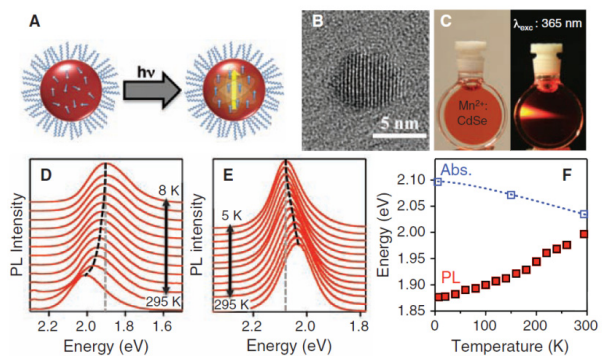 A
hν
B
5 nm
C
λexc: 365 nm
Mn²⁺:
CdSe
D
PL Intensity
8 K
295 K
2.2 2.0 1.8 1.6
Energy (eV)
E
PL Intensity
5 K
295 K
2.2 2.0 1.8
Energy (eV)
F
Energy (eV)
2.10
2.05
2.00
1.95
1.90
1.85
Abs.
PL
0 100 200 300
Temperature (K)